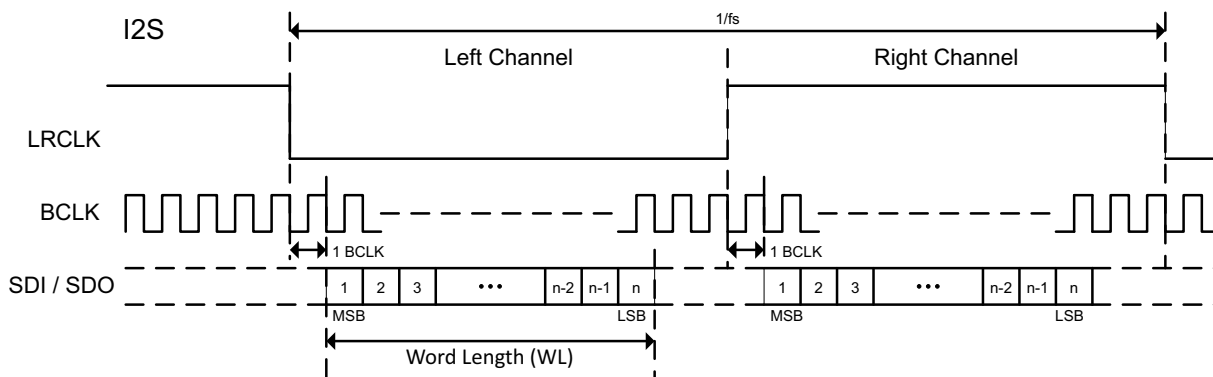 I2S
1/fs
Left Channel
Right Channel
LRCLK
BCLK
1 BCLK
1 BCLK
SDI / SDO
1 2 3 ••• n-2 n-1 n
1 2 3 ••• n-2 n-1 n
MSB
LSB
MSB
LSB
Word Length (WL)